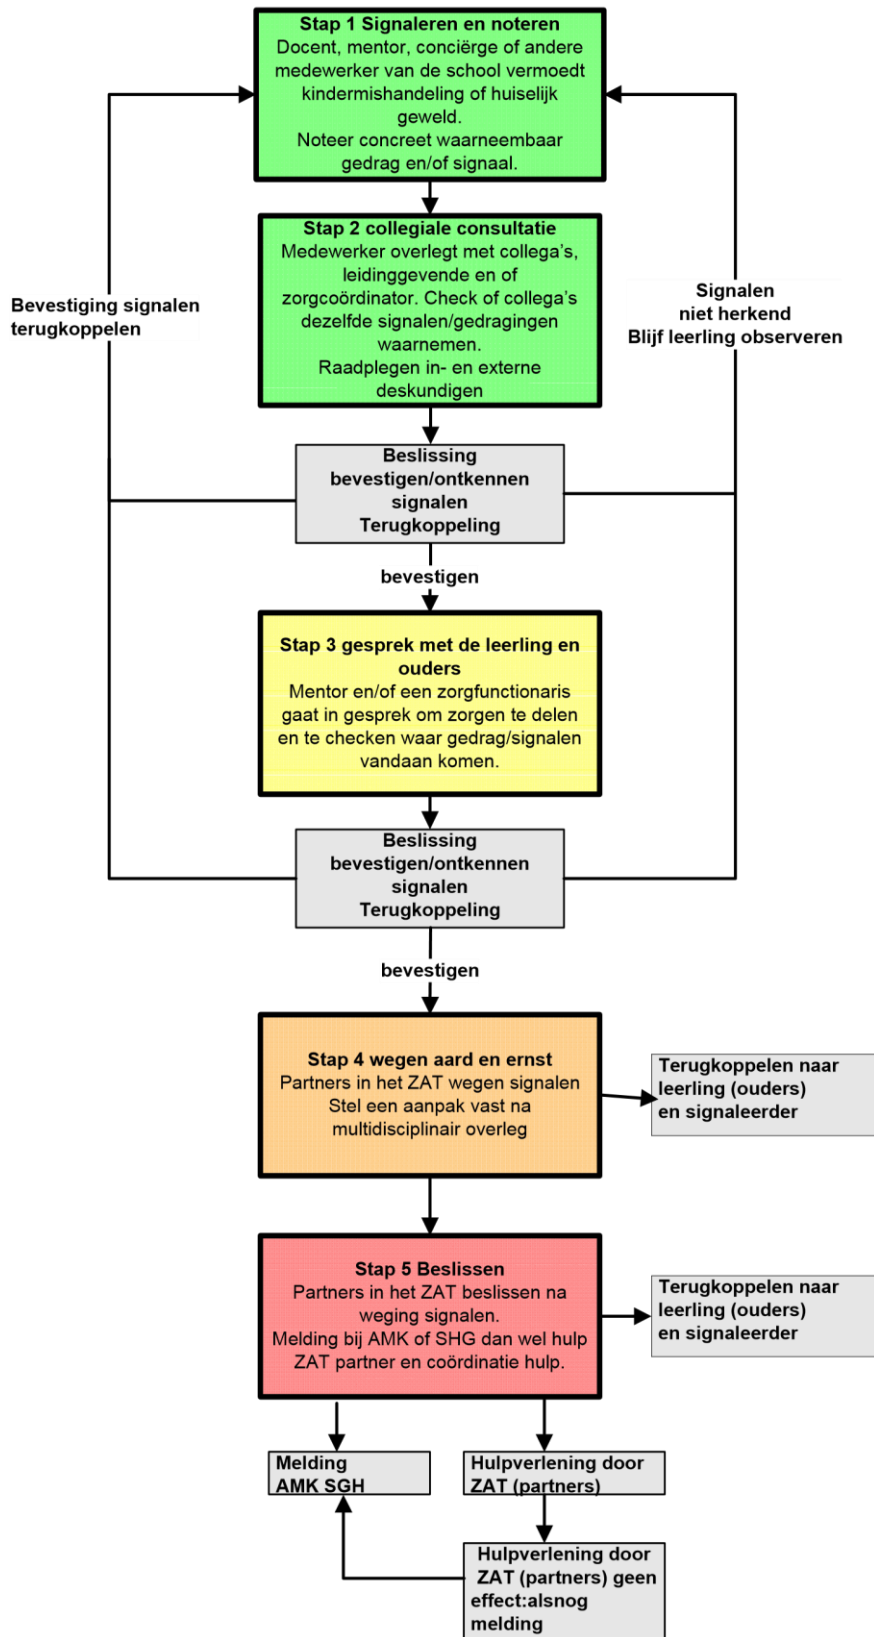 Stap 1 Signaleren en noteren
Docent, mentor, conciërge of andere
medewerker van de school vermoedt
kindermishandeling of huiselijk
geweld.
Noteer concreet waarneembaar
gedrag en/of signaal.
Stap 2 collegiale consultatie
Medewerker overlegt met collega's,
leidinggevende en of
zorgcoördinator. Check of collega's
dezelfde signalen/gedragingen
waarnemen.
Raadplegen in- en externe
deskundigen
Bevestiging signalen
terugkoppelen
Signalen
niet herkend
Blijf leerling observeren
Beslissing
bevestigen/ontkennen
signalen
Terugkoppeling
bevestigen
Stap 3 gesprek met de leerling en
ouders
Mentor en/of een zorgfunctionaris
gaat in gesprek om zorgen te delen
en te checken waar gedrag/signalen
vandaan komen.
Beslissing
bevestigen/ontkennen
signalen
Terugkoppeling
bevestigen
Stap 4 wegen aard en ernst
Partners in het ZAT wegen signalen
Stel een aanpak vast na
multidisciplinair overleg
Terugkoppelen naar
leerling (ouders)
en signaleerder
Stap 5 Beslissen
Partners in het ZAT beslissen na
weging signalen.
Melding bij AMK of SHG dan wel hulp
ZAT partner en coördinatie hulp.
Terugkoppelen naar
leerling (ouders)
en signaleerder
Melding
AMK SGH
Hulpverlening door
ZAT (partners)
Hulpverlening door
ZAT (partners) geen
effect:alsnog
melding